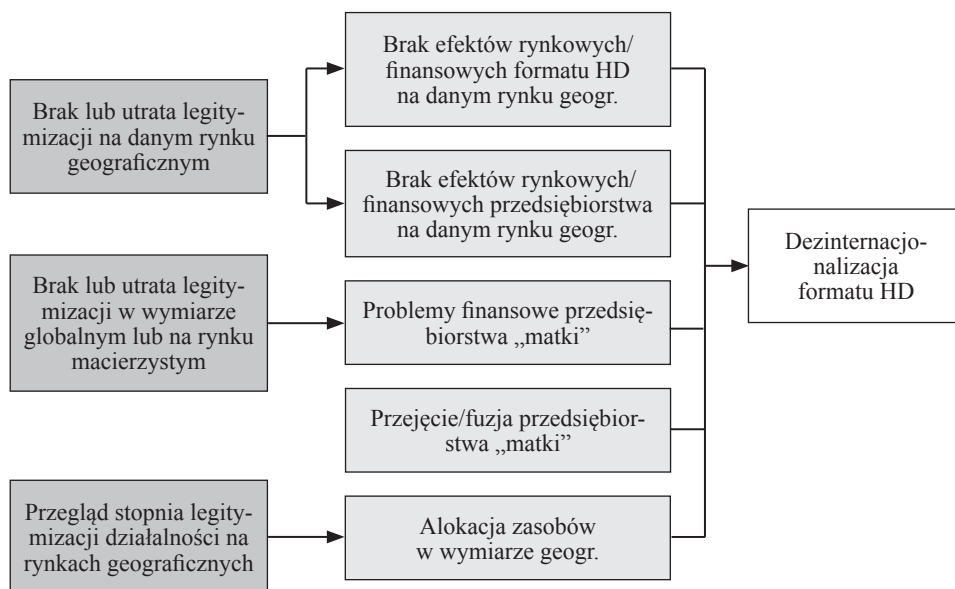 Brak efektów rynkowych/
finansowych formatu HD
na danym rynku geogr.
Brak lub utrata legity-
mizacji na danym rynku
geograficznym
Brak efektów rynkowych/
finansowych przedsiębiorstwa
na danym rynku geogr.
Dezinternacjo-
nalizacja
formatu HD
Brak lub utrata legity-
mizacji w wymiarze
globalnym lub na rynku
macierzystym
Problemy finansowe przedsię-
biorstwa „matki”
Przejęcie/fuzja przedsiębior-
stwa „matki”
Przegląd stopnia legity-
mizacji działalności na
rynkach geograficznych
Alokacja zasobów
w wymiarze geogr.